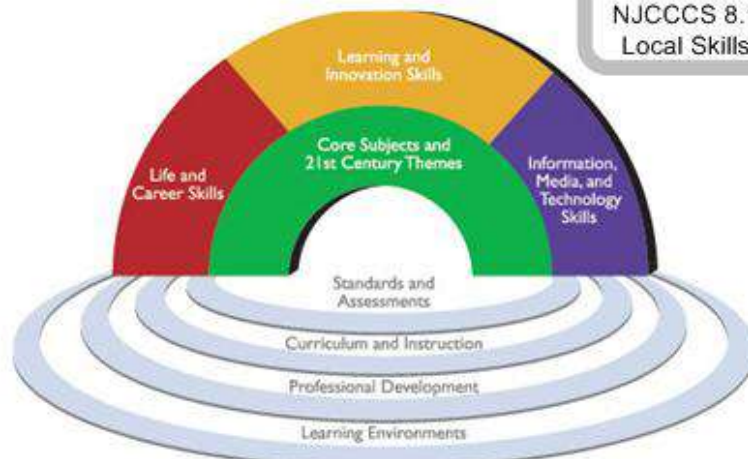 NJCCCS 8.
Local Skills
Learning and
Innovation Skills
Core Subjects and
21st Century Themes
Life and
Career Skills
Information,
Media, and
Technology
Skills
Standards and
Assessments
Curriculum and Instruction
Professional Development
Learning Environments